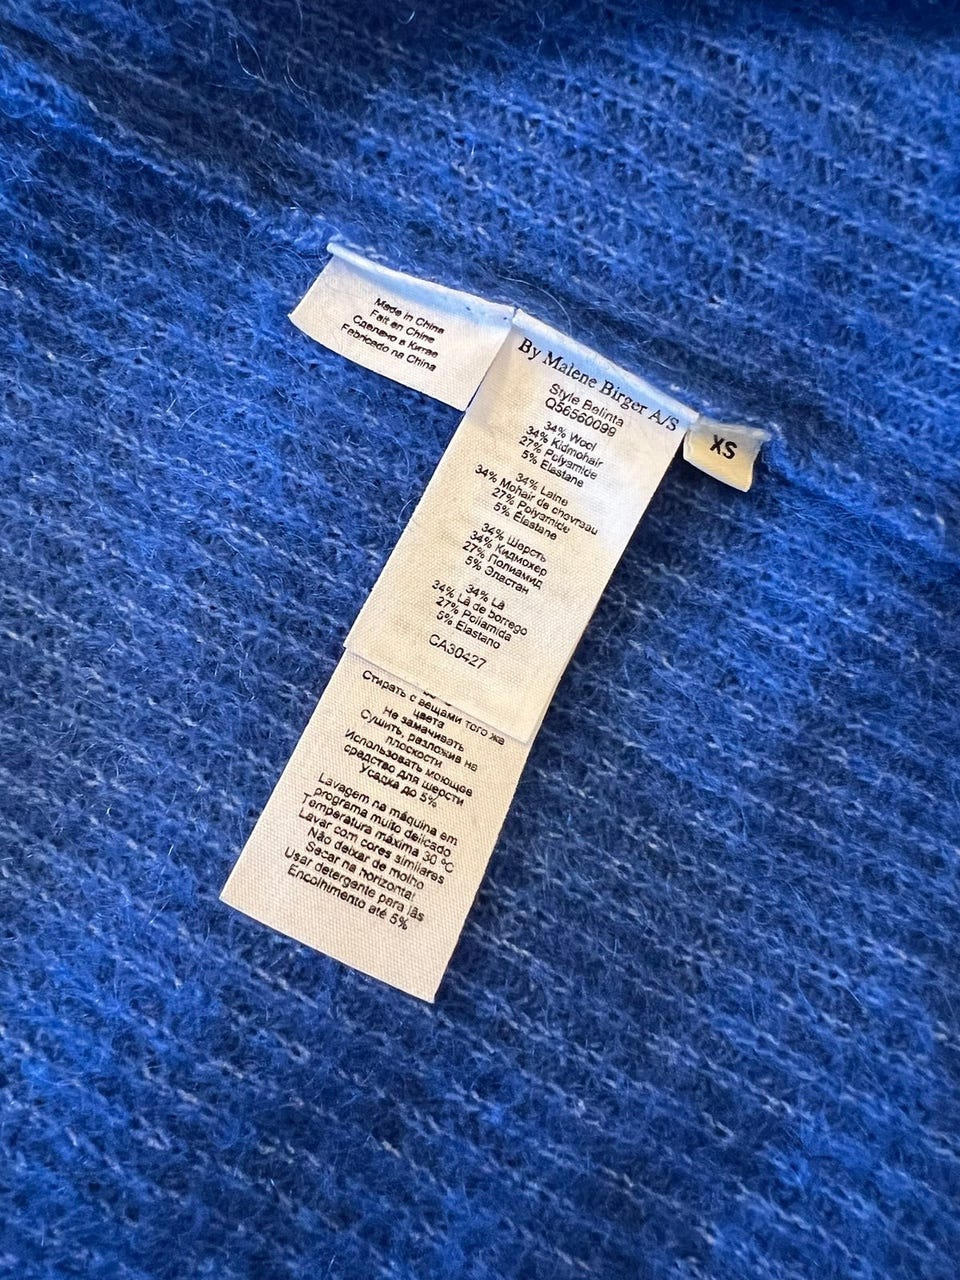 Made in China
Fait en Chine
Сделано в Китае
Fabricado na China
By Malene Birger A/S
Style Belinta
Q56560099
34% Wool
34% Kidmohair
27% Polyamide
5% Elastane
34% Laine
34% Mohair de chevreau
27% Polyamide
5% Élastane
34% Шерсть
34% Кидмохер
27% Полиамид
5% Эластан
34% Lã
34% Lã de borrego
27% Poliamida
5% Elastano
CA30427
XS
Стирать с вещами того же
цвета
Не замачивать
Сушить, разложив на
плоскости
Использовать моющее
средство для шерсти
Усадка до 5%
Lavagem na máquina em
programa muito delicado
Temperatura máxima 30 °C
Lavar com cores similares
Não deixar de molho
Secar na horizontal
Usar detergente para lãs
Encolhimento até 5%